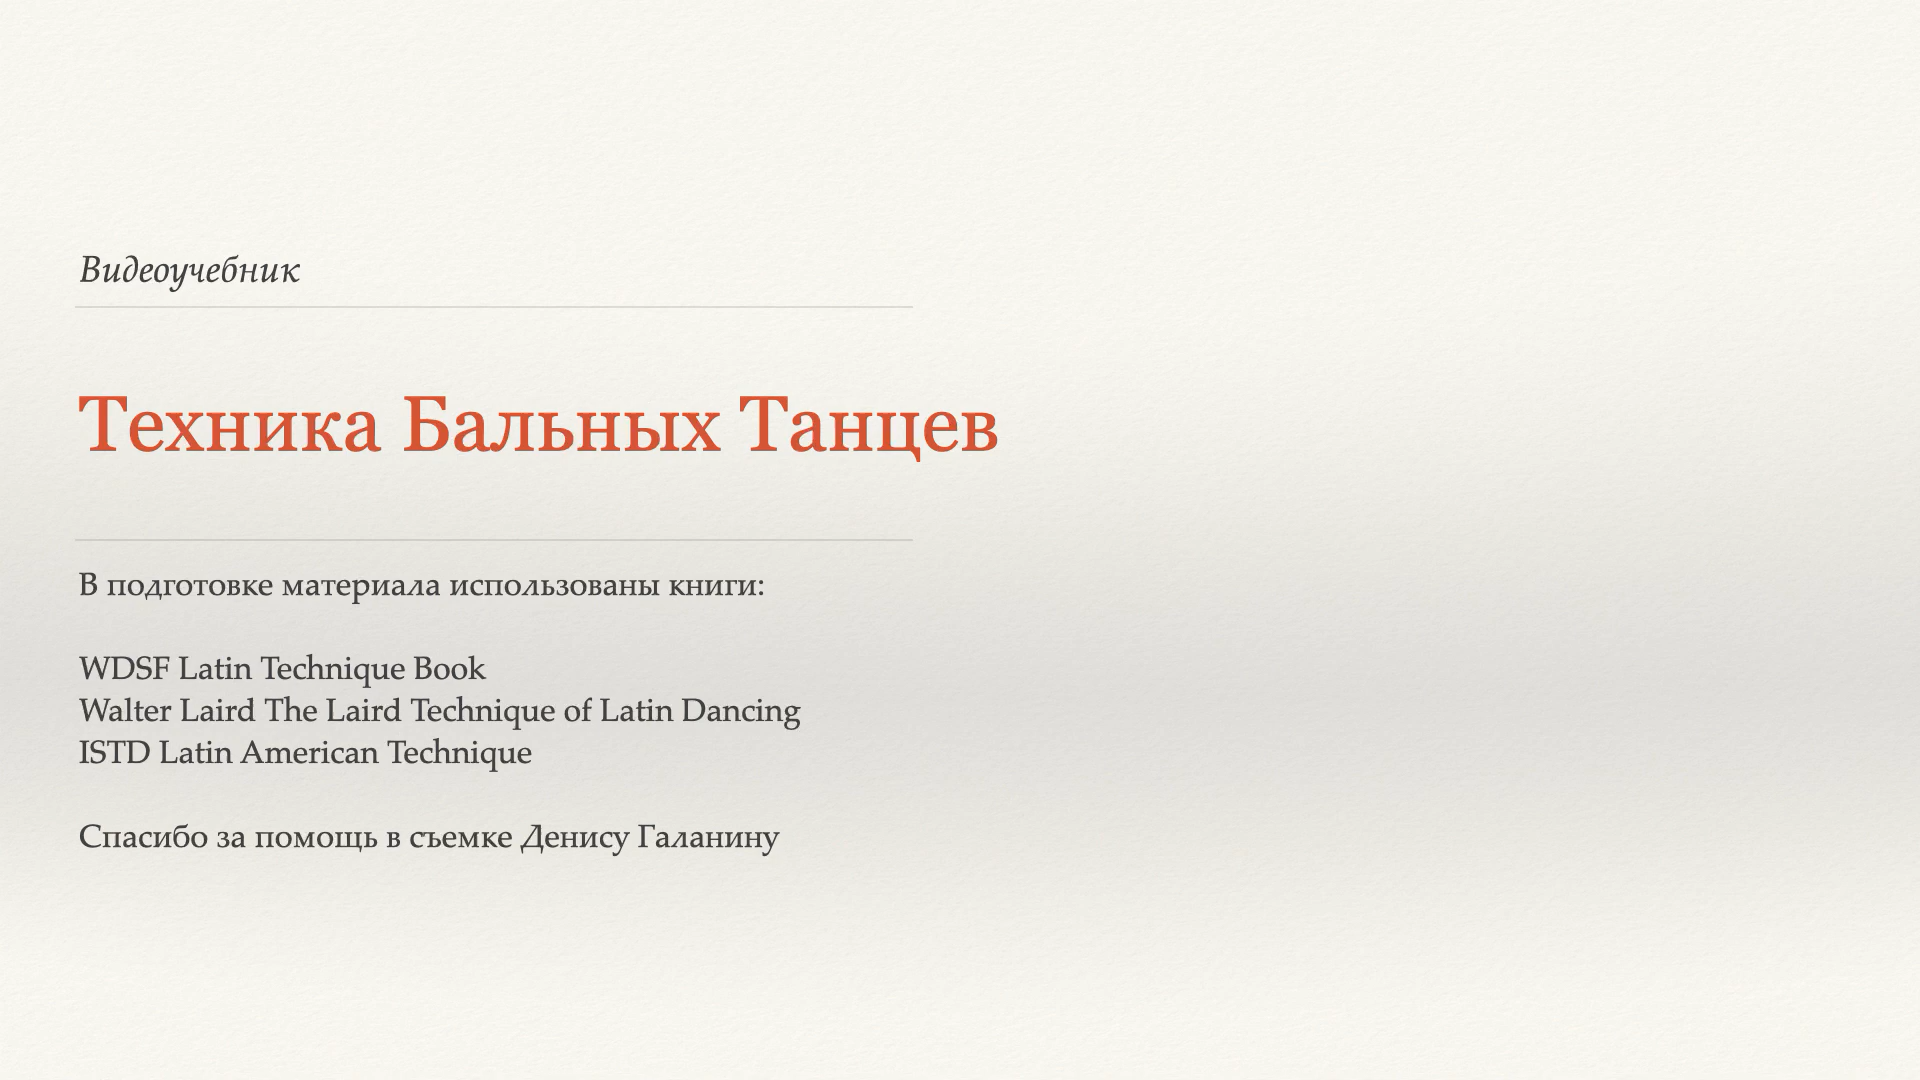 Видеоучебник
Техника Бальных Танцев
В подготовке материала использованы книги:
WDSF Latin Technique Book
Walter Laird The Laird Technique of Latin Dancing
ISTD Latin American Technique
Спасибо за помощь в съемке Денису Галанину